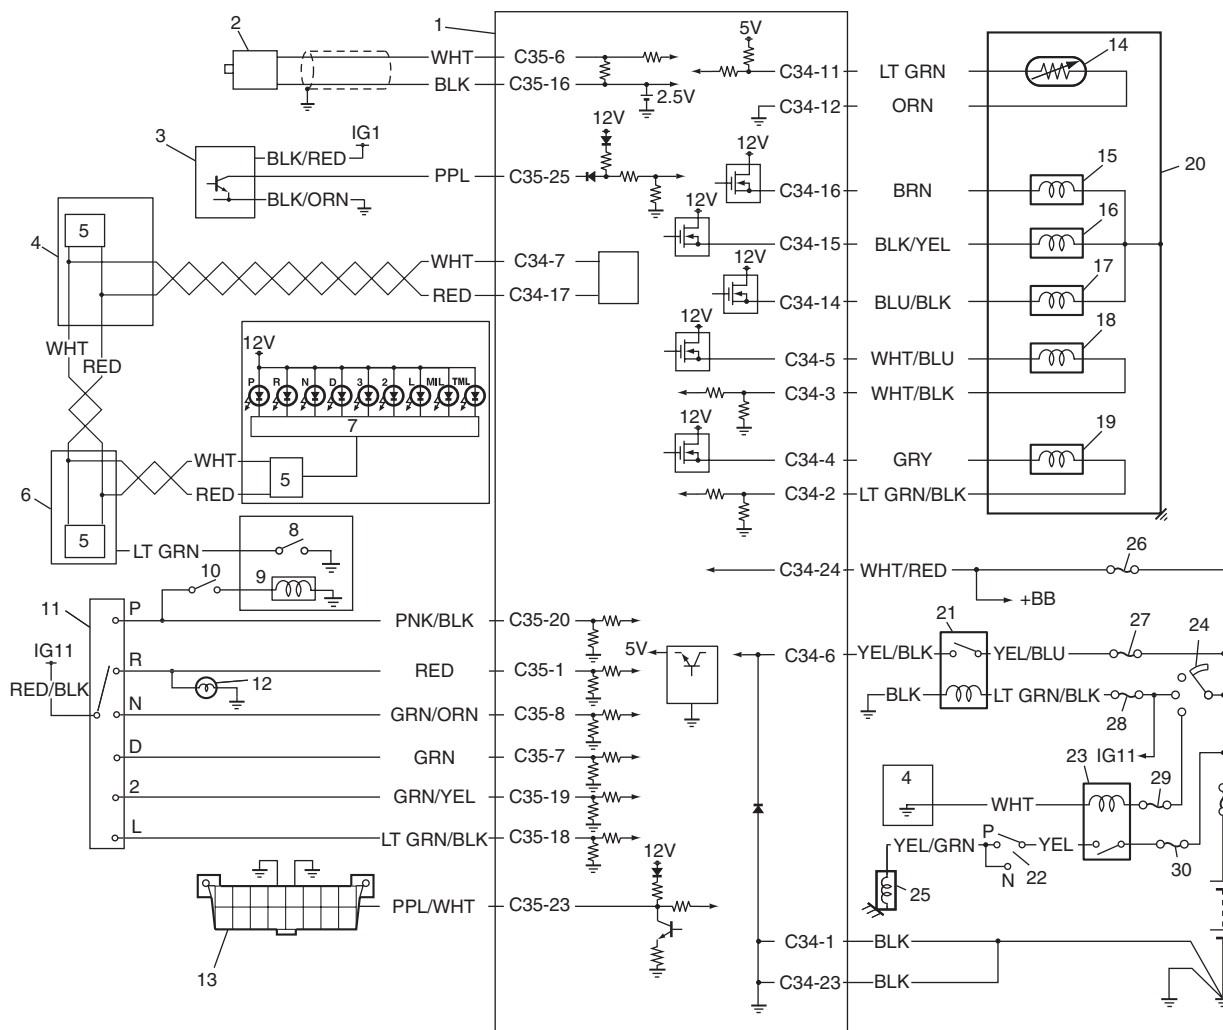 2
1
WHT C35-6
5V
14
C34-11 LT GRN
BLK C35-16
2.5V
C34-12 ORN
12V
3
IG1
BLK/RED
12V
15
20
PPL C35-25
C34-16 BRN
BLK/ORN
12V
16
4
5
C34-15 BLK/YEL
WHT C34-7
12V
17
RED C34-17
C34-14 BLU/BLK
12V
18
12V
WHT
RED
C34-5 WHT/BLU
P R N D 3 2 L MIL TML
C34-3 WHT/BLK
7
12V
19
WHT
C34-4 GRY
6
5
RED
C34-2 LT GRN/BLK
5
8
LT GRN
26
10
9
C34-24 WHT/RED
+BB
11
P
PNK/BLK C35-20
21
27
24
IG11
5V
C34-6 YEL/BLK
YEL/BLU
R
RED C35-1
RED/BLK
12
BLK
LT GRN/BLK
28
N
GRN/ORN C35-8
D
GRN C35-7
23
IG11
4
29
2
GRN/YEL C35-19
WHT
L
LT GRN/BLK C35-18
YEL/GRN
P
YEL
12V
N
22
30
25
PPL/WHT C35-23
C34-1 BLK
13
C34-23 BLK